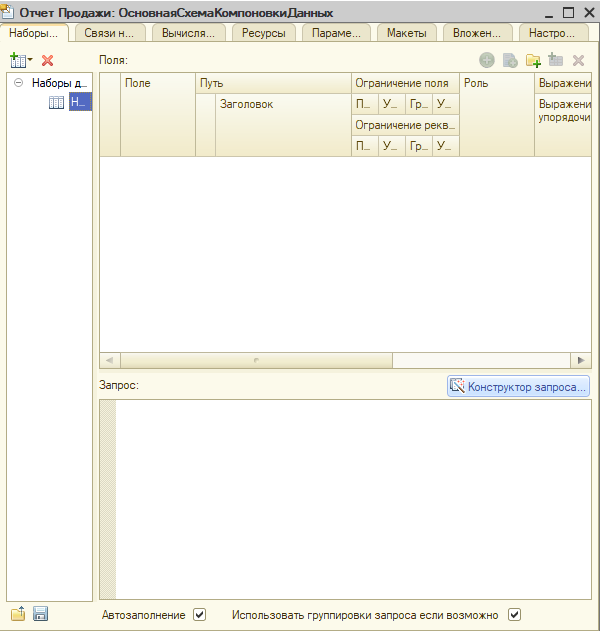 Отчет Продажи: ОсновнаяСхемаКомпоновкиДанных
Наборы... Связи н... Вычисля... Ресурсы Параме... Макеты Вложен... Настро...
Поля:
Наборы д...
Н...
Поле Путь Ограничение поля Роль Выражени
Заголовок П... У... Гр... У... Выражени
упорядочи
Ограничение рекв...
П... У... Гр... У...
Запрос: Конструктор запроса...
Автозаполнение Использовать группировки запроса если возможно